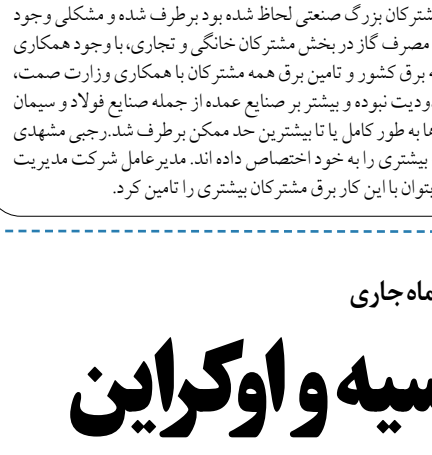 شترکان بزرگ صنعتی لحاظ شده بود برطرف شده و مشکلی وجود
مصرف گاز در بخش مشترکان خانگی و تجاری، با وجود همکاری
برق کشور و تامین برق همه مشترکان با همکاری وزارت صمت،
ودیت نبوده و بیشتر بر صنایع عمده از جمله صنایع فولاد و سیمان
ها به طور کامل یا تا بیشترین حد ممکن برطرف شد.رجبی مشهدی
بیشتری را به خود اختصاص داده اند. مدیرعامل شرکت مدیریت
بتوان با این کار برق مشترکان بیشتری را تامین کرد.
ماه جاری
سیه و اوکراین